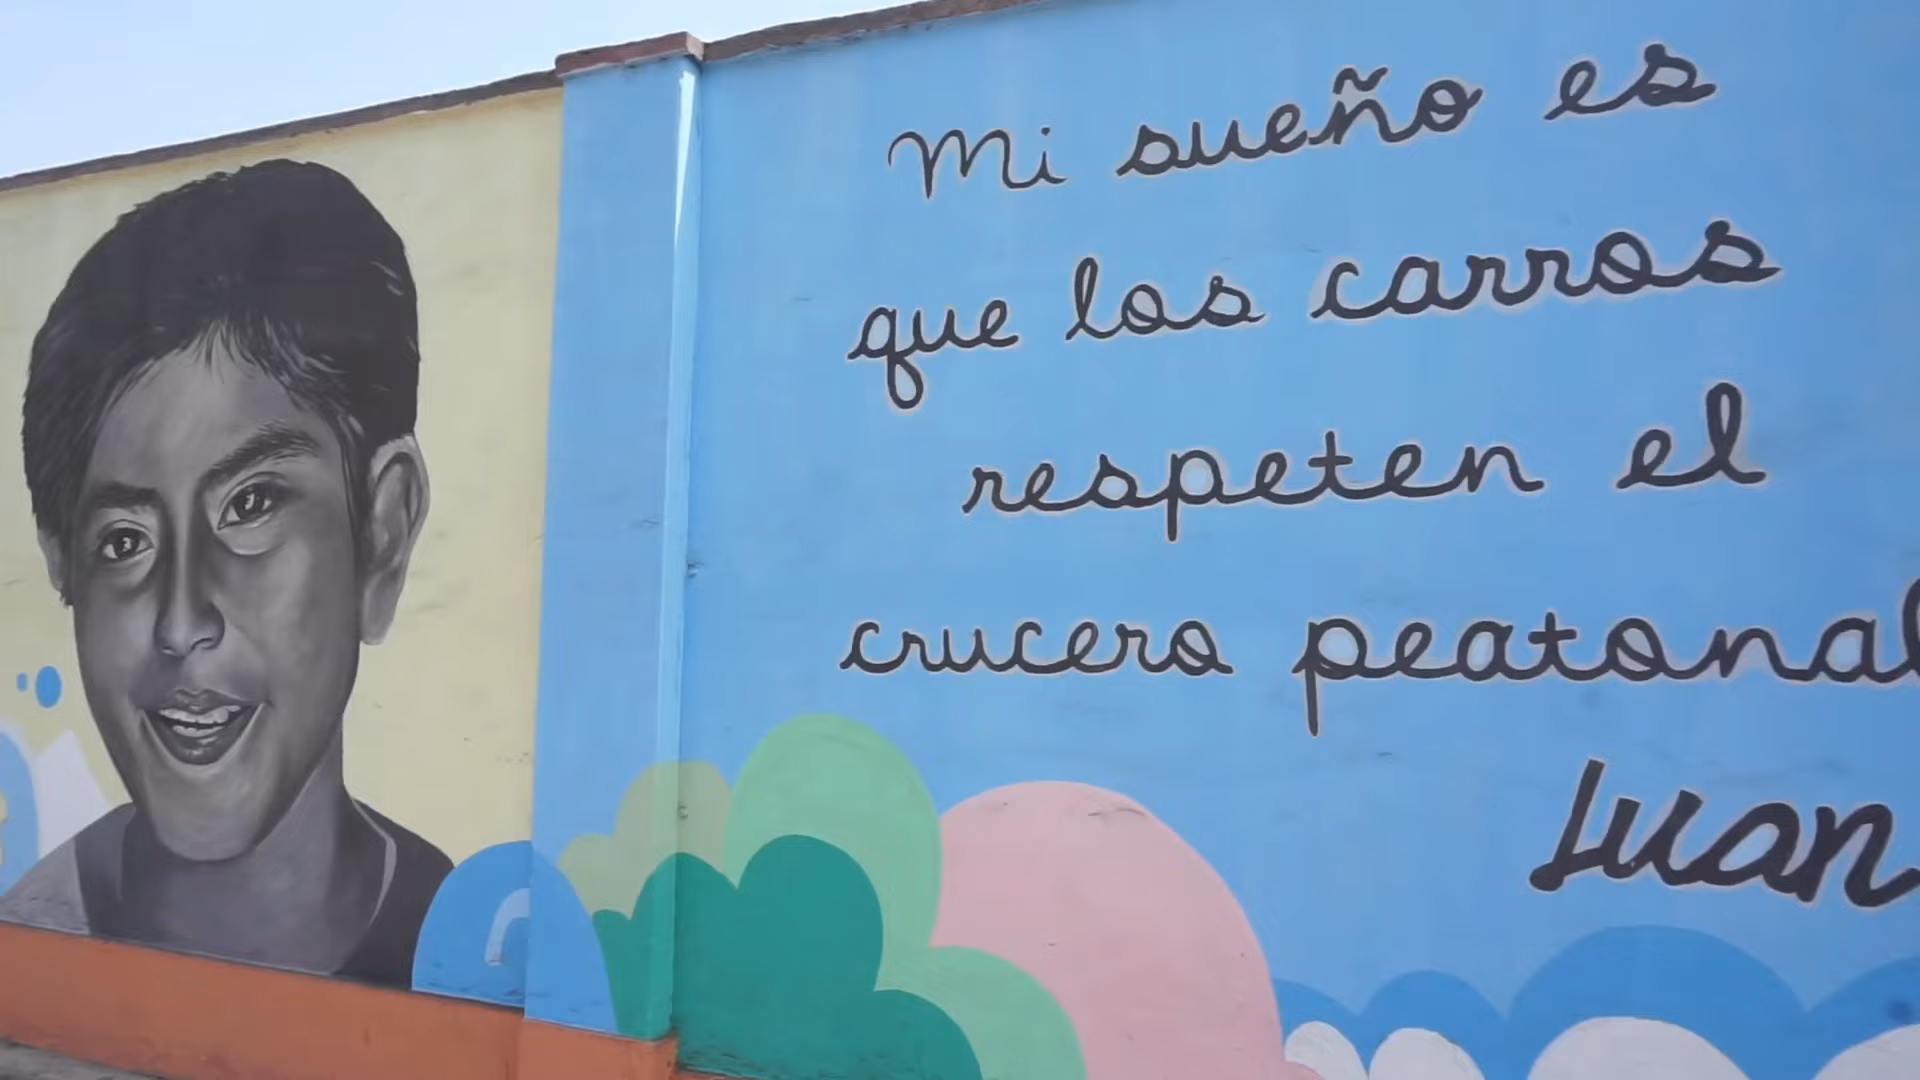 Mi sueño es
que los carros
respeten el
crucero peatonal
Juan